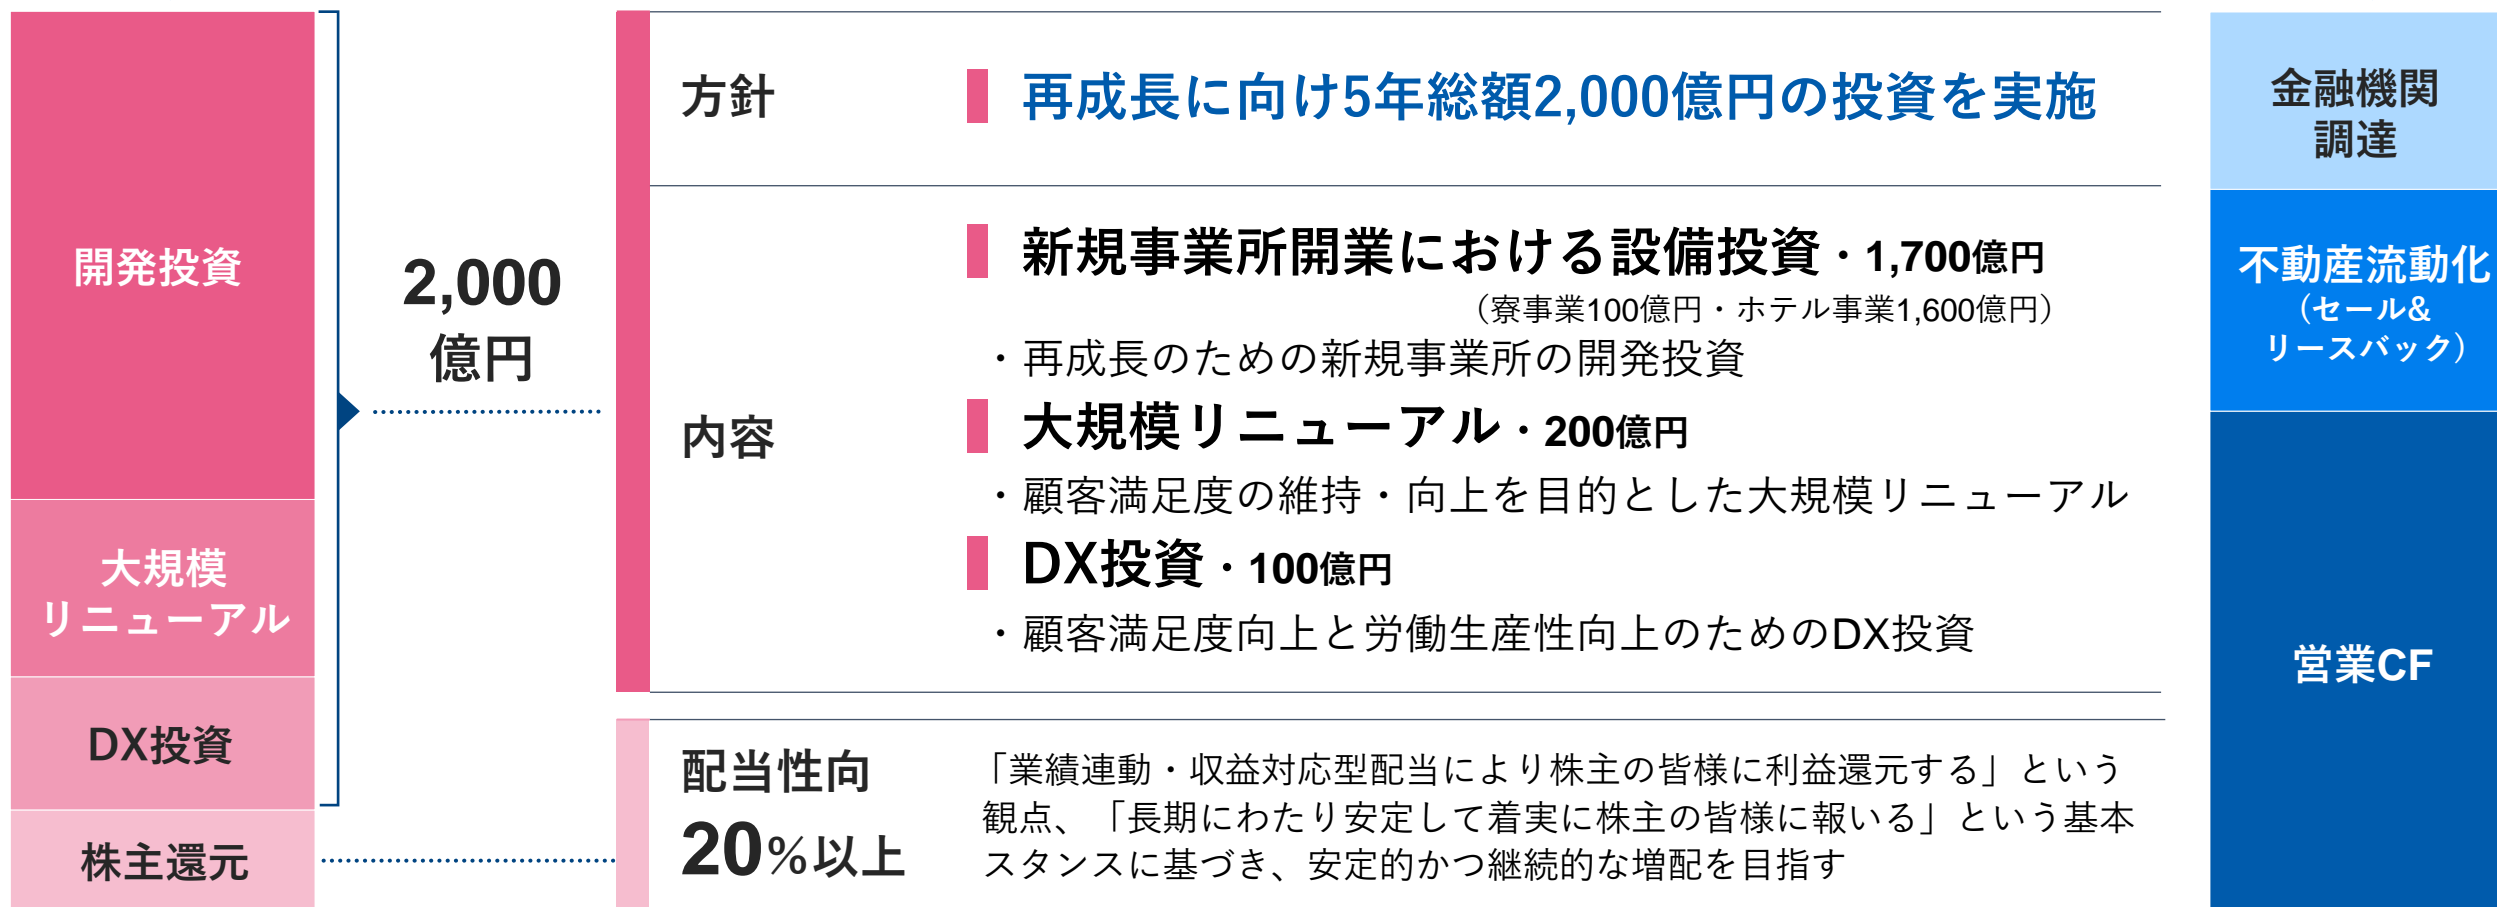 開発投資
大規模
リニューアル
DX投資
株主還元
2,000
億円
方針
再成長に向け5年総額2,000億円の投資を実施
内容
新規事業所開業における設備投資・1,700億円
（寮事業100億円・ホテル事業1,600億円）
・再成長のための新規事業所の開発投資
大規模リニューアル・200億円
・顧客満足度の維持・向上を目的とした大規模リニューアル
DX投資・100億円
・顧客満足度向上と労働生産性向上のためのDX投資
配当性向
20%以上
「業績連動・収益対応型配当により株主の皆様に利益還元する」という
観点、「長期にわたり安定して着実に株主の皆様に報いる」という基本
スタンスに基づき、安定的かつ継続的な増配を目指す
金融機関
調達
不動産流動化
（セール&
リースバック）
営業CF